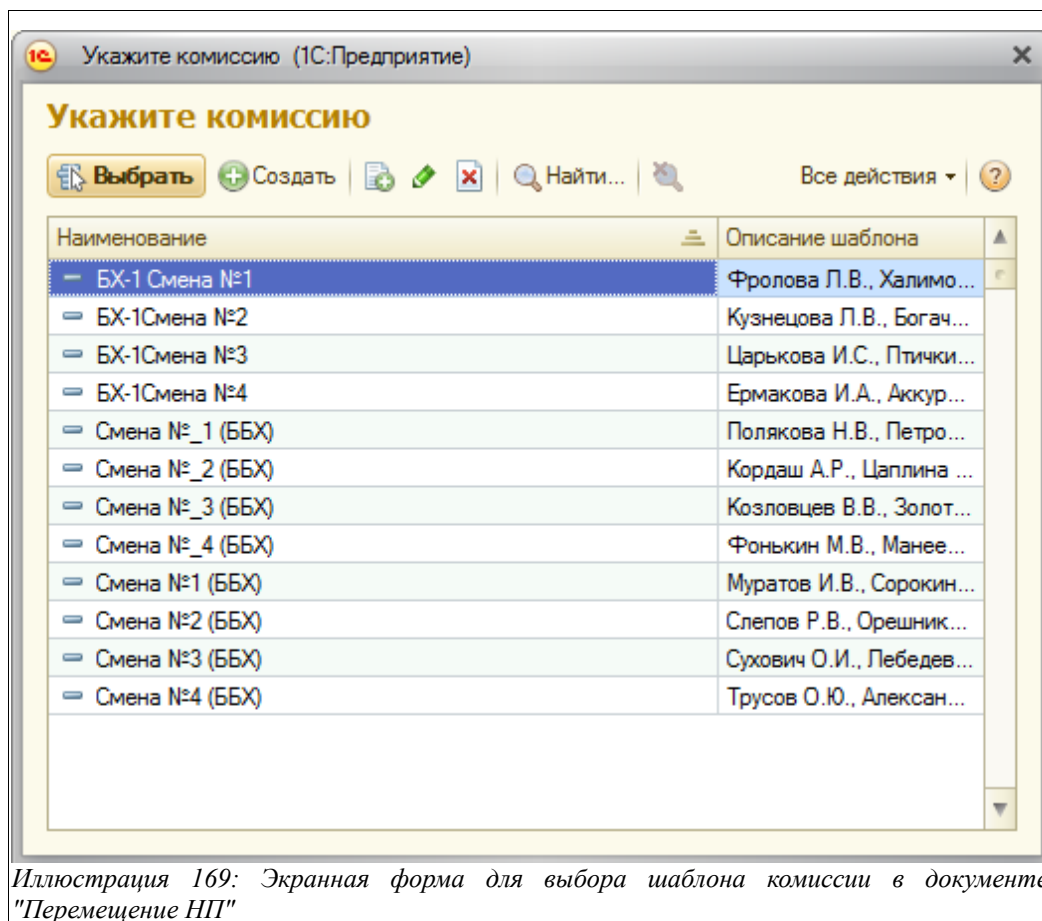 1С Укажите комиссию (1С:Предприятие)
Укажите комиссию
Выбрать Создать Найти... Все действия ?
Наименование Описание шаблона
БХ-1 Смена №1 Фролова Л.В., Халимо...
БХ-1Смена №2 Кузнецова Л.В., Богач...
БХ-1Смена №3 Царькова И.С., Птички...
БХ-1Смена №4 Ермакова И.А., Аккур...
Смена №_1 (ББХ) Полякова Н.В., Петро...
Смена №_2 (ББХ) Кордаш А.Р., Цаплина ...
Смена №_3 (ББХ) Козловцев В.В., Золот...
Смена №_4 (ББХ) Фонькин М.В., Манее...
Смена №1 (ББХ) Муратов И.В., Сорокин...
Смена №2 (ББХ) Слепов Р.В., Орешник...
Смена №3 (ББХ) Сухович О.И., Лебедев...
Смена №4 (ББХ) Трусов О.Ю., Алексан...
Иллюстрация 169: Экранная форма для выбора шаблона комиссии в документе
"Перемещение НП"